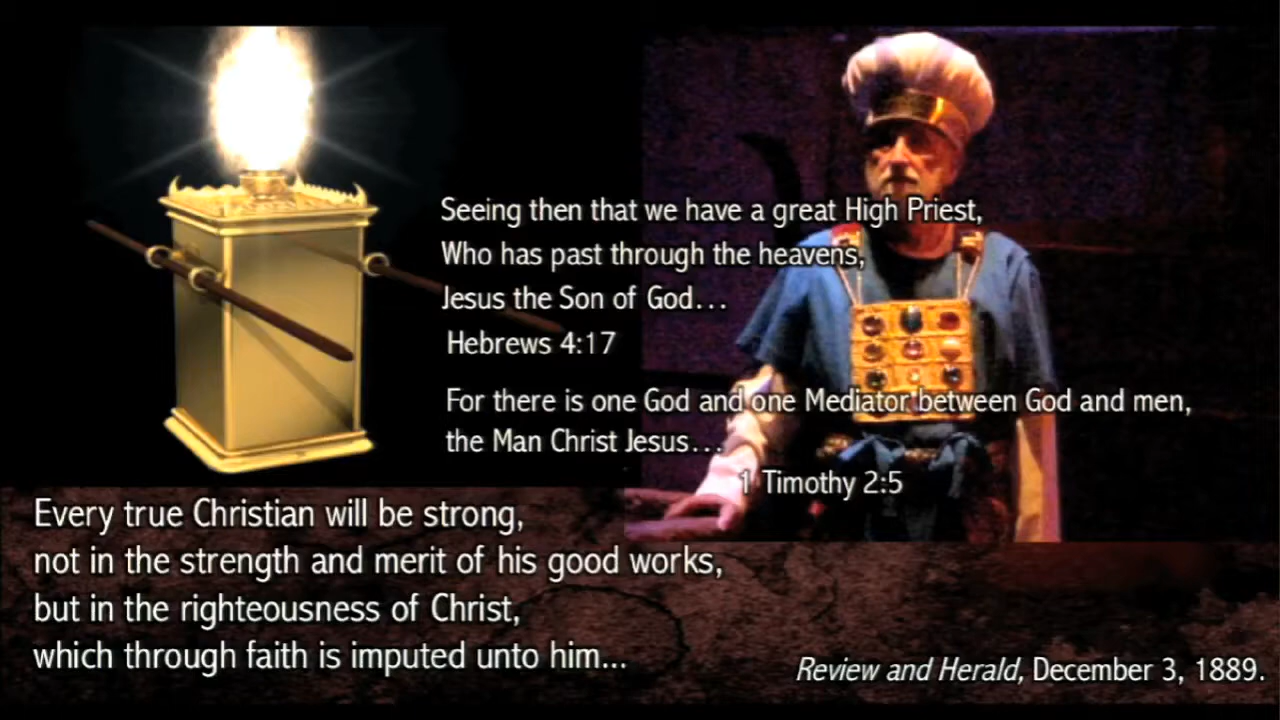 Seeing then that we have a great High Priest,
Who has past through the heavens,
Jesus the Son of God...
Hebrews 4:17
For there is one God and one Mediator between God and men,
the Man Christ Jesus...
1 Timothy 2:5
Every true Christian will be strong,
not in the strength and merit of his good works,
but in the righteousness of Christ,
which through faith is imputed unto him...
Review and Herald, December 3, 1889.